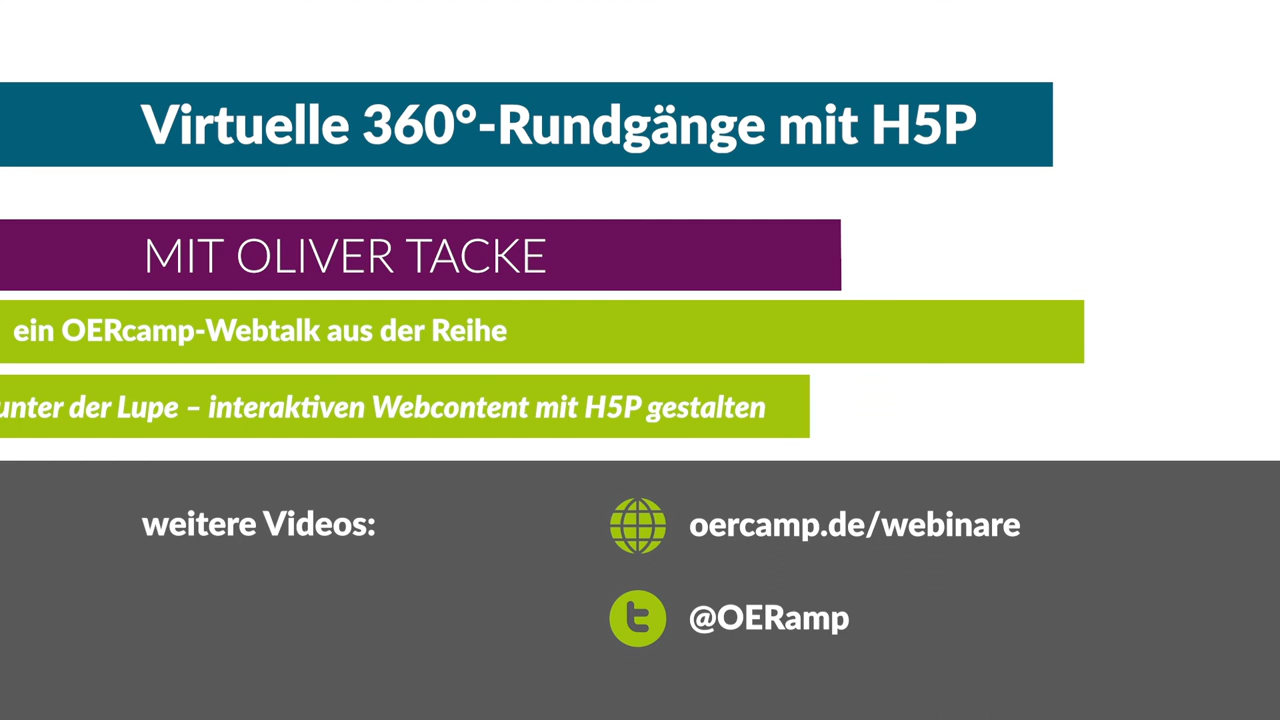 Virtuelle 360°-Rundgänge mit H5P
MIT OLIVER TACKE
ein OERcamp-Webtalk aus der Reihe
unter der Lupe – interaktiven Webcontent mit H5P gestalten
weitere Videos:
oercamp.de/webinare
@OERamp